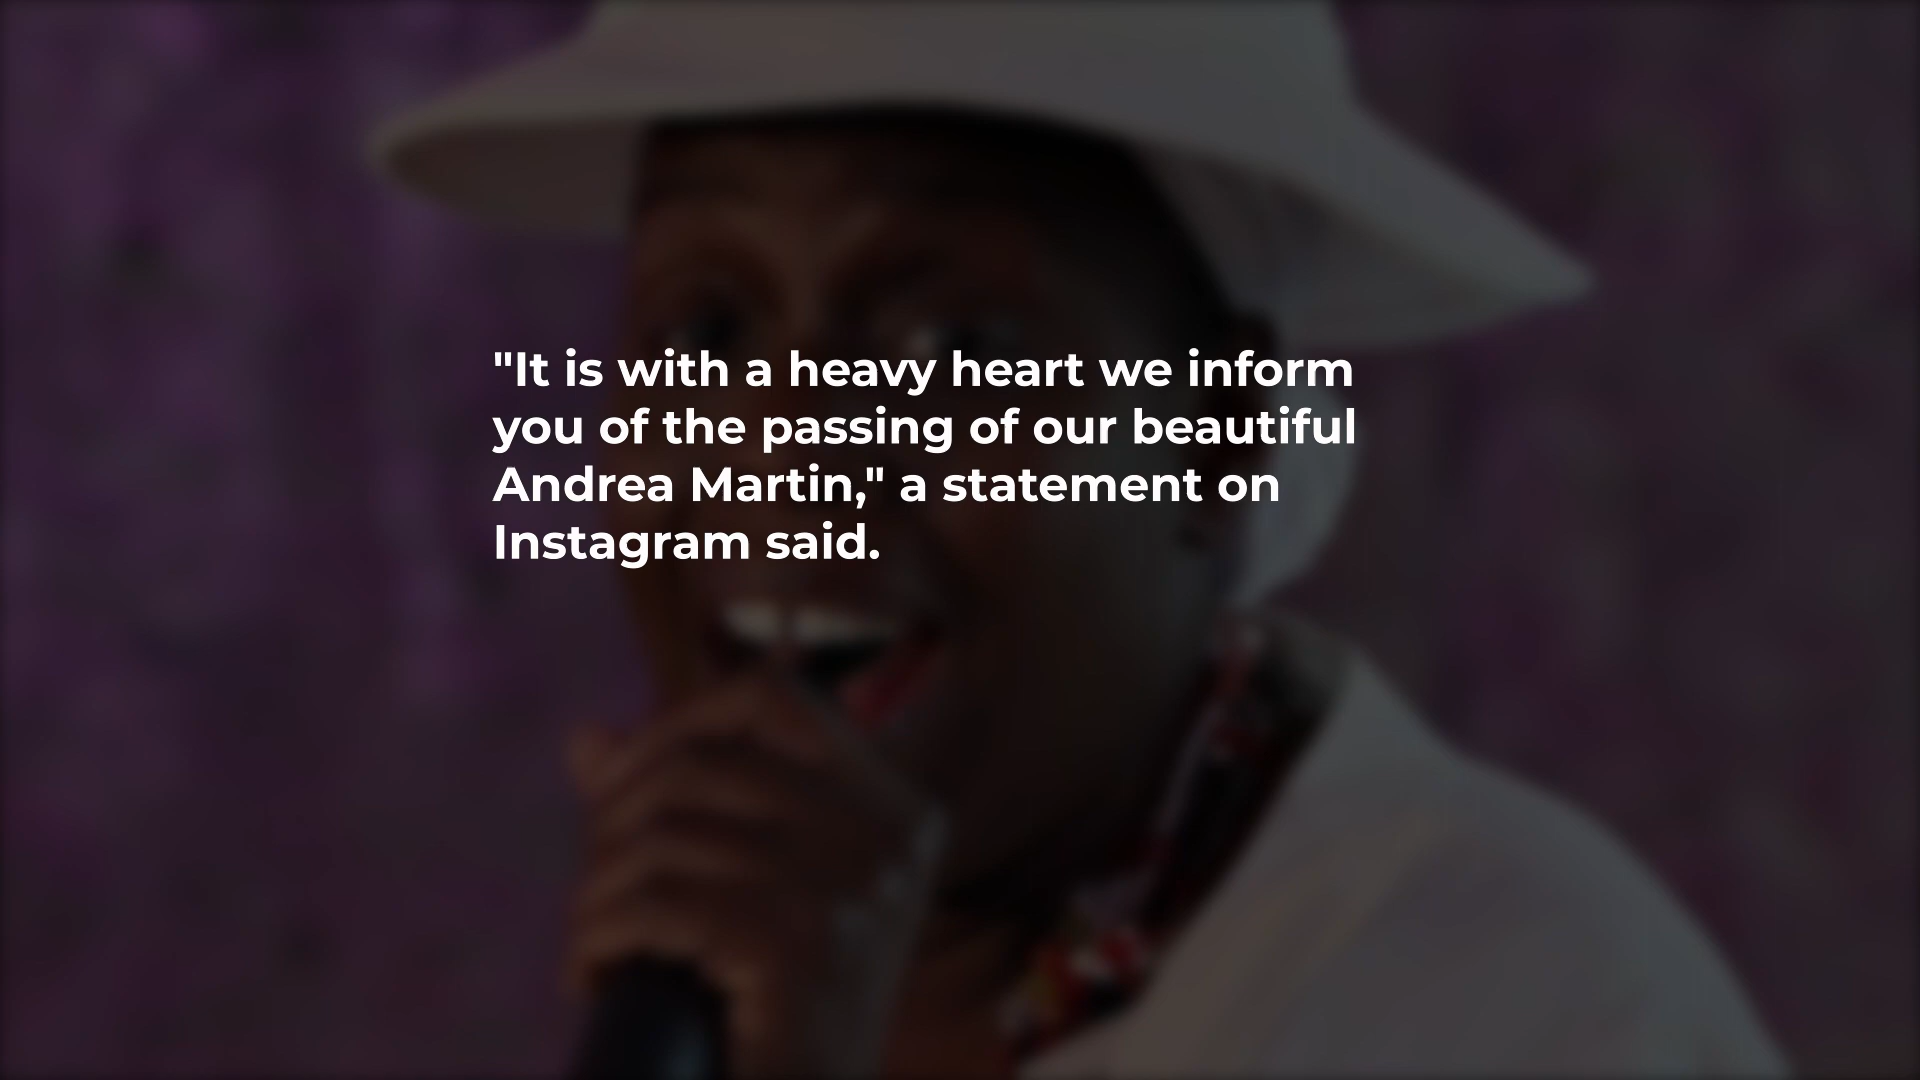 "It is with a heavy heart we inform
you of the passing of our beautiful
Andrea Martin," a statement on
Instagram said.